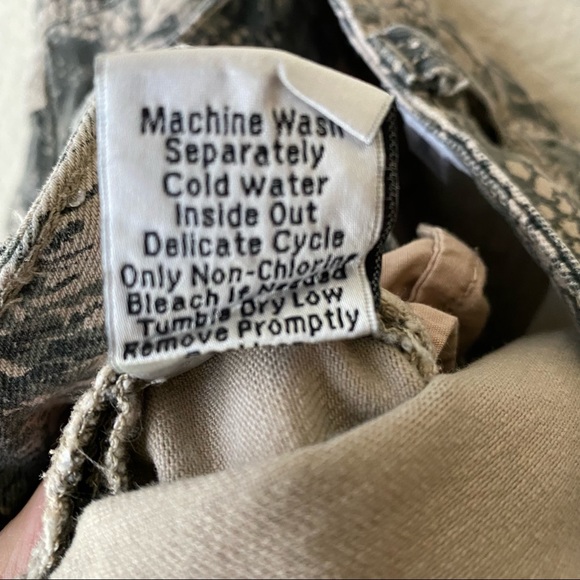 Machine Wash
Separately
Cold Water
Inside Out
Delicate Cycle
Only Non-Chlorine
Bleach If Needed
Tumble Dry Low
Remove Promptly